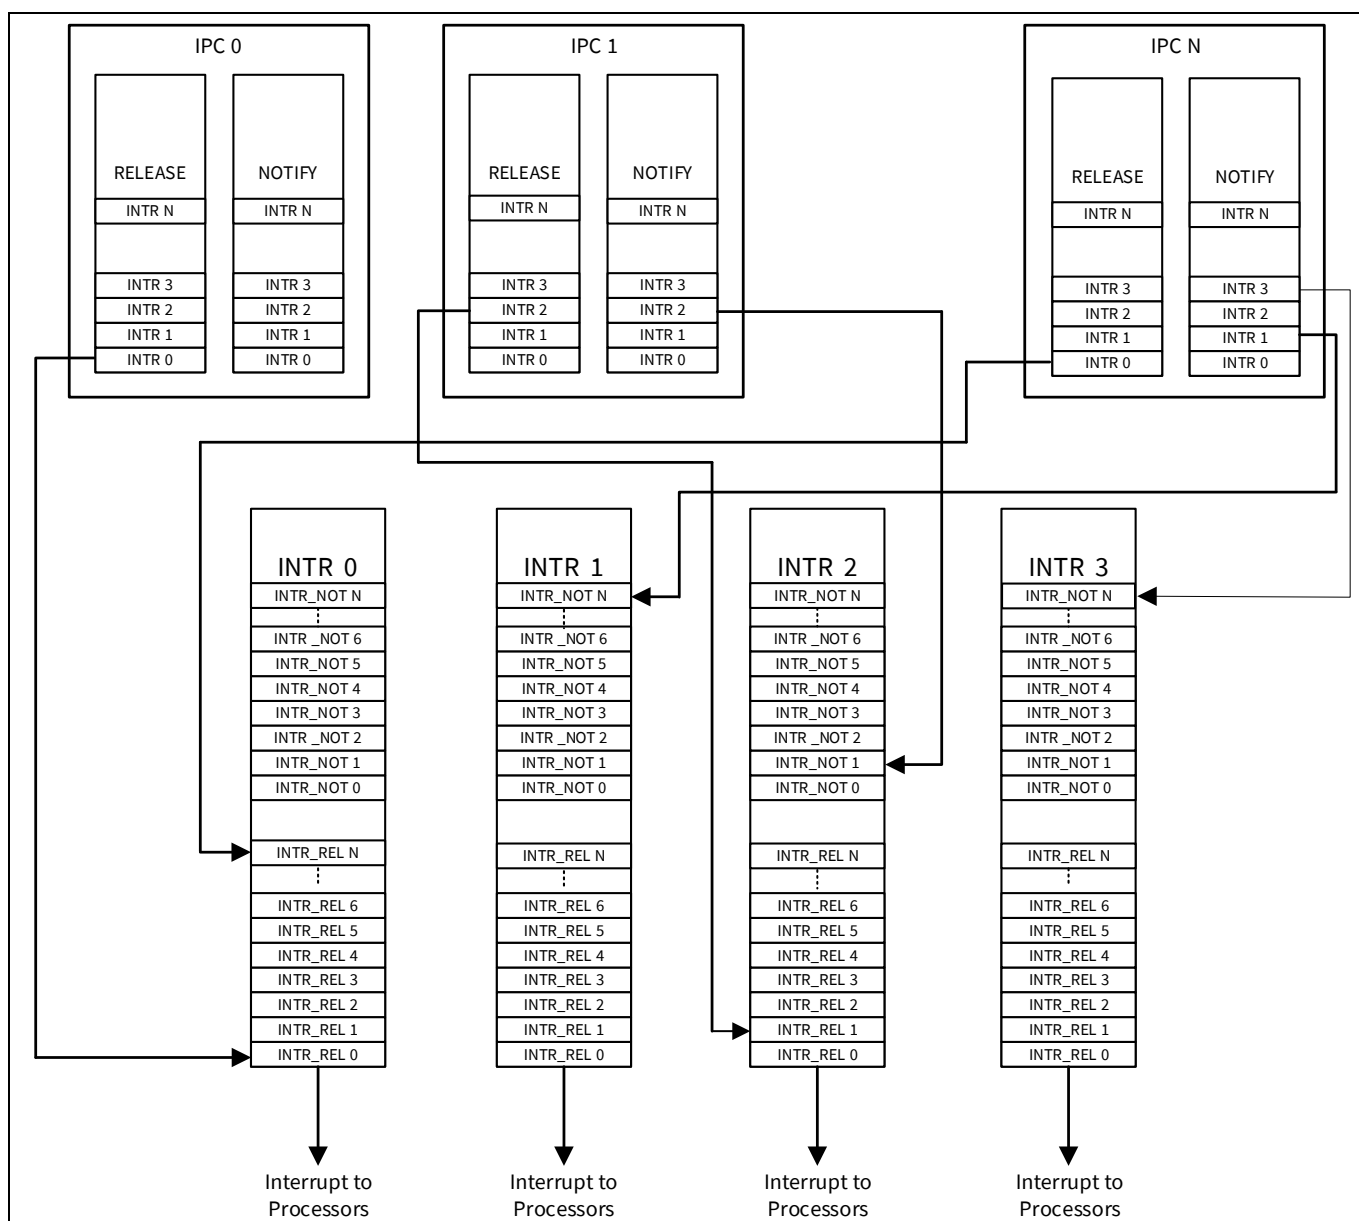 IPC 0
RELEASE
INTR N
INTR 3
INTR 2
INTR 1
INTR 0
NOTIFY
INTR N
INTR 3
INTR 2
INTR 1
INTR 0
IPC 1
RELEASE
INTR N
INTR 3
INTR 2
INTR 1
INTR 0
NOTIFY
INTR N
INTR 3
INTR 2
INTR 1
INTR 0
IPC N
RELEASE
INTR N
INTR 3
INTR 2
INTR 1
INTR 0
NOTIFY
INTR N
INTR 3
INTR 2
INTR 1
INTR 0
INTR 0
INTR_NOT N
INTR _NOT 6
INTR_NOT 5
INTR_NOT 4
INTR_NOT 3
INTR _NOT 2
INTR_NOT 1
INTR_NOT 0
INTR_REL N
INTR_REL 6
INTR_REL 5
INTR_REL 4
INTR_REL 3
INTR_REL 2
INTR_REL 1
INTR_REL 0
Interrupt to
Processors
INTR 1
INTR_NOT N
INTR _NOT 6
INTR_NOT 5
INTR_NOT 4
INTR_NOT 3
INTR _NOT 2
INTR_NOT 1
INTR_NOT 0
INTR_REL N
INTR_REL 6
INTR_REL 5
INTR_REL 4
INTR_REL 3
INTR_REL 2
INTR_REL 1
INTR_REL 0
Interrupt to
Processors
INTR 2
INTR_NOT N
INTR _NOT 6
INTR_NOT 5
INTR_NOT 4
INTR_NOT 3
INTR _NOT 2
INTR_NOT 1
INTR_NOT 0
INTR_REL N
INTR_REL 6
INTR_REL 5
INTR_REL 4
INTR_REL 3
INTR_REL 2
INTR_REL 1
INTR_REL 0
Interrupt to
Processors
INTR 3
INTR_NOT N
INTR _NOT 6
INTR_NOT 5
INTR_NOT 4
INTR_NOT 3
INTR _NOT 2
INTR_NOT 1
INTR_NOT 0
INTR_REL N
INTR_REL 6
INTR_REL 5
INTR_REL 4
INTR_REL 3
INTR_REL 2
INTR_REL 1
INTR_REL 0
Interrupt to
Processors